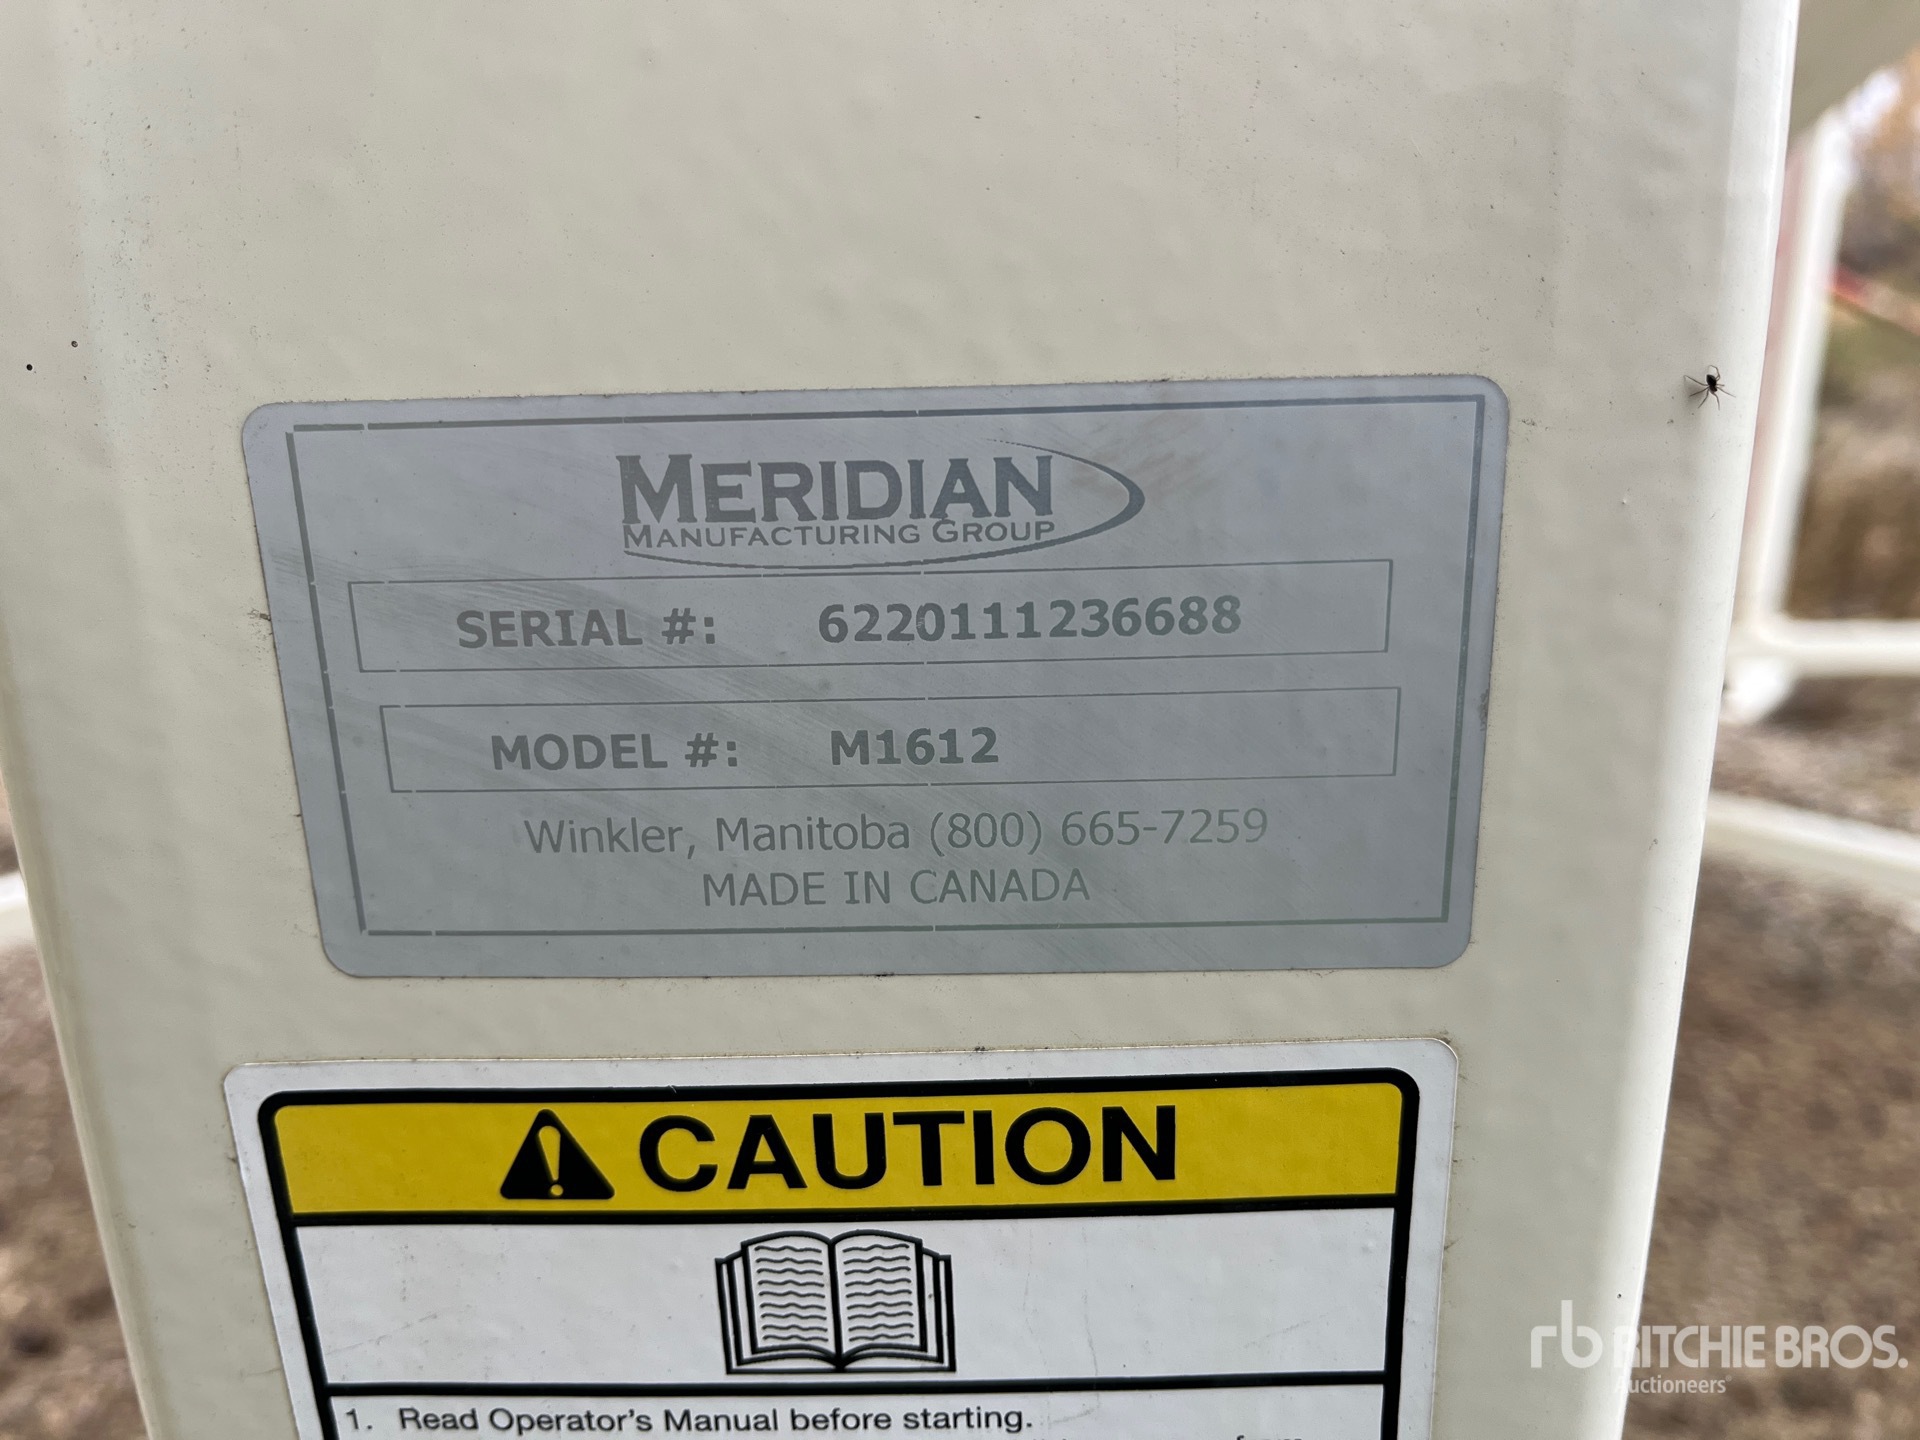 MERIDIAN
MANUFACTURING GROUP
SERIAL #: 6220111236688
MODEL #: M1612
Winkler, Manitoba (800) 665-7259
MADE IN CANADA
CAUTION
1. Read Operator's Manual before starting.
rb RITCHIE BROS.
Auctioneers